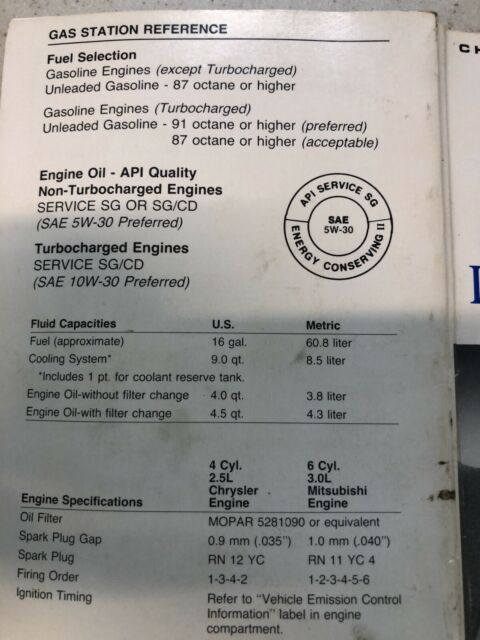 GAS STATION REFERENCE
Fuel Selection
Gasoline Engines (except Turbocharged)
Unleaded Gasoline - 87 octane or higher
Gasoline Engines (Turbocharged)
Unleaded Gasoline - 91 octane or higher (preferred)
87 octane or higher (acceptable)
Engine Oil - API Quality
Non-Turbocharged Engines
SERVICE SG OR SG/CD
(SAE 5W-30 Preferred)
API SERVICE SG
SAE
5W-30
ENERGY CONSERVING II
Turbocharged Engines
SERVICE SG/CD
(SAE 10W-30 Preferred)
Fluid Capacities U.S. Metric
Fuel (approximate) 16 gal. 60.8 liter
Cooling System* 9.0 qt. 8.5 liter
*Includes 1 pt. for coolant reserve tank.
Engine Oil-without filter change 4.0 qt. 3.8 liter
Engine Oil-with filter change 4.5 qt. 4.3 liter
4 Cyl. 6 Cyl.
2.5L 3.0L
Chrysler Mitsubishi
Engine Specifications Engine Engine
Oil Filter MOPAR 5281090 or equivalent
Spark Plug Gap 0.9 mm (.035") 1.0 mm (.040")
Spark Plug RN 12 YC RN 11 YC 4
Firing Order 1-3-4-2 1-2-3-4-5-6
Ignition Timing Refer to "Vehicle Emission Control
Information" label in engine
compartment.
CH